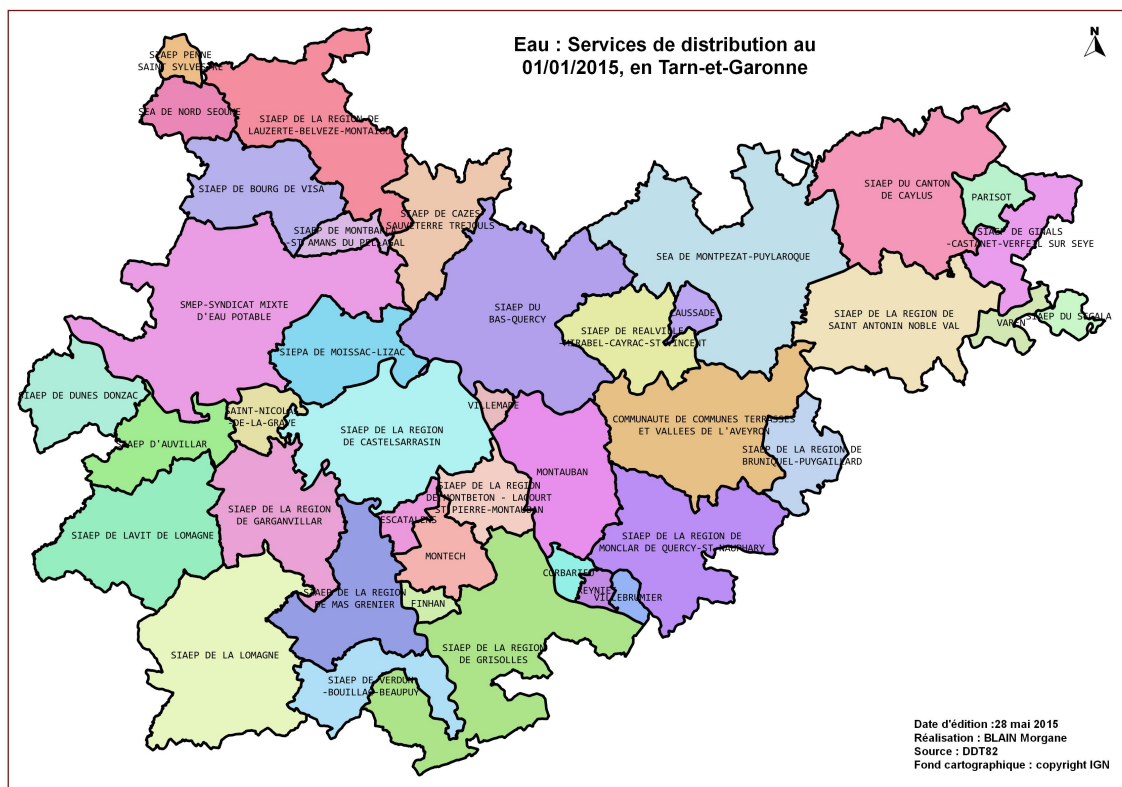 Eau : Services de distribution au
01/01/2015, en Tarn-et-Garonne
N
SIAEP PENNE
SAINT SYLVESTRE
SEA DE NORD SEOUNE
SIAEP DE LA REGION DE
LAUZERTE-BELVEZE-MONTAIGU
SIAEP DE BOURG DE VISA
SIAEP DE CAZES
SAUVETERRE TREJOULS
SIAEP DE MONTBARLA
-ST AMANS DU PELLAGAL
SIAEP DU CANTON
DE CAYLUS
PARISOT
SIAEP DE GINALS
-CASTANET-VERFEIL SUR SEYE
SEA DE MONTPEZAT-PUYLAROQUE
SMEP-SYNDICAT MIXTE
D'EAU POTABLE
SIAEP DU
BAS-QUERCY
CAUSSADE
SIAEP DE LA REGION DE
SAINT ANTONIN NOBLE VAL
VAREN
SIAEP DU SEGALA
SIAEP DE REALVILLE
-MIRABEL-CAYRAC-ST VINCENT
SIEPA DE MOISSAC-LIZAC
SIAEP DE DUNES DONZAC
SAINT-NICOLAS
-DE-LA-GRAVE
VILLEMADE
SIAEP D'AUVILLAR
SIAEP DE LA REGION
DE CASTELSARRASIN
COMMUNAUTE DE COMMUNES TERRASSES
ET VALLEES DE L'AVEYRON
SIAEP DE LA REGION DE
BRUNIQUEL-PUYGAILLARD
MONTAUBAN
SIAEP DE LA REGION
DE MONTBETON - LACOURT
ST PIERRE-MONTAUBAN
SIAEP DE LA REGION
DE GARGANVILLAR
ESCATALENS
SIAEP DE LAVIT DE LOMAGNE
SIAEP DE LA REGION DE
MONCLAR DE QUERCY-ST NAUPHARY
MONTECH
CORBARIEU
REYNIES
VILLEBRUMIER
SIAEP DE LA REGION
DE MAS GRENIER
FINHAN
SIAEP DE LA LOMAGNE
SIAEP DE LA REGION
DE GRISOLLES
SIAEP DE VERDUN
-BOUILLAC-BEAUPUY
Date d'édition :28 mai 2015
Réalisation : BLAIN Morgane
Source : DDT82
Fond cartographique : copyright IGN